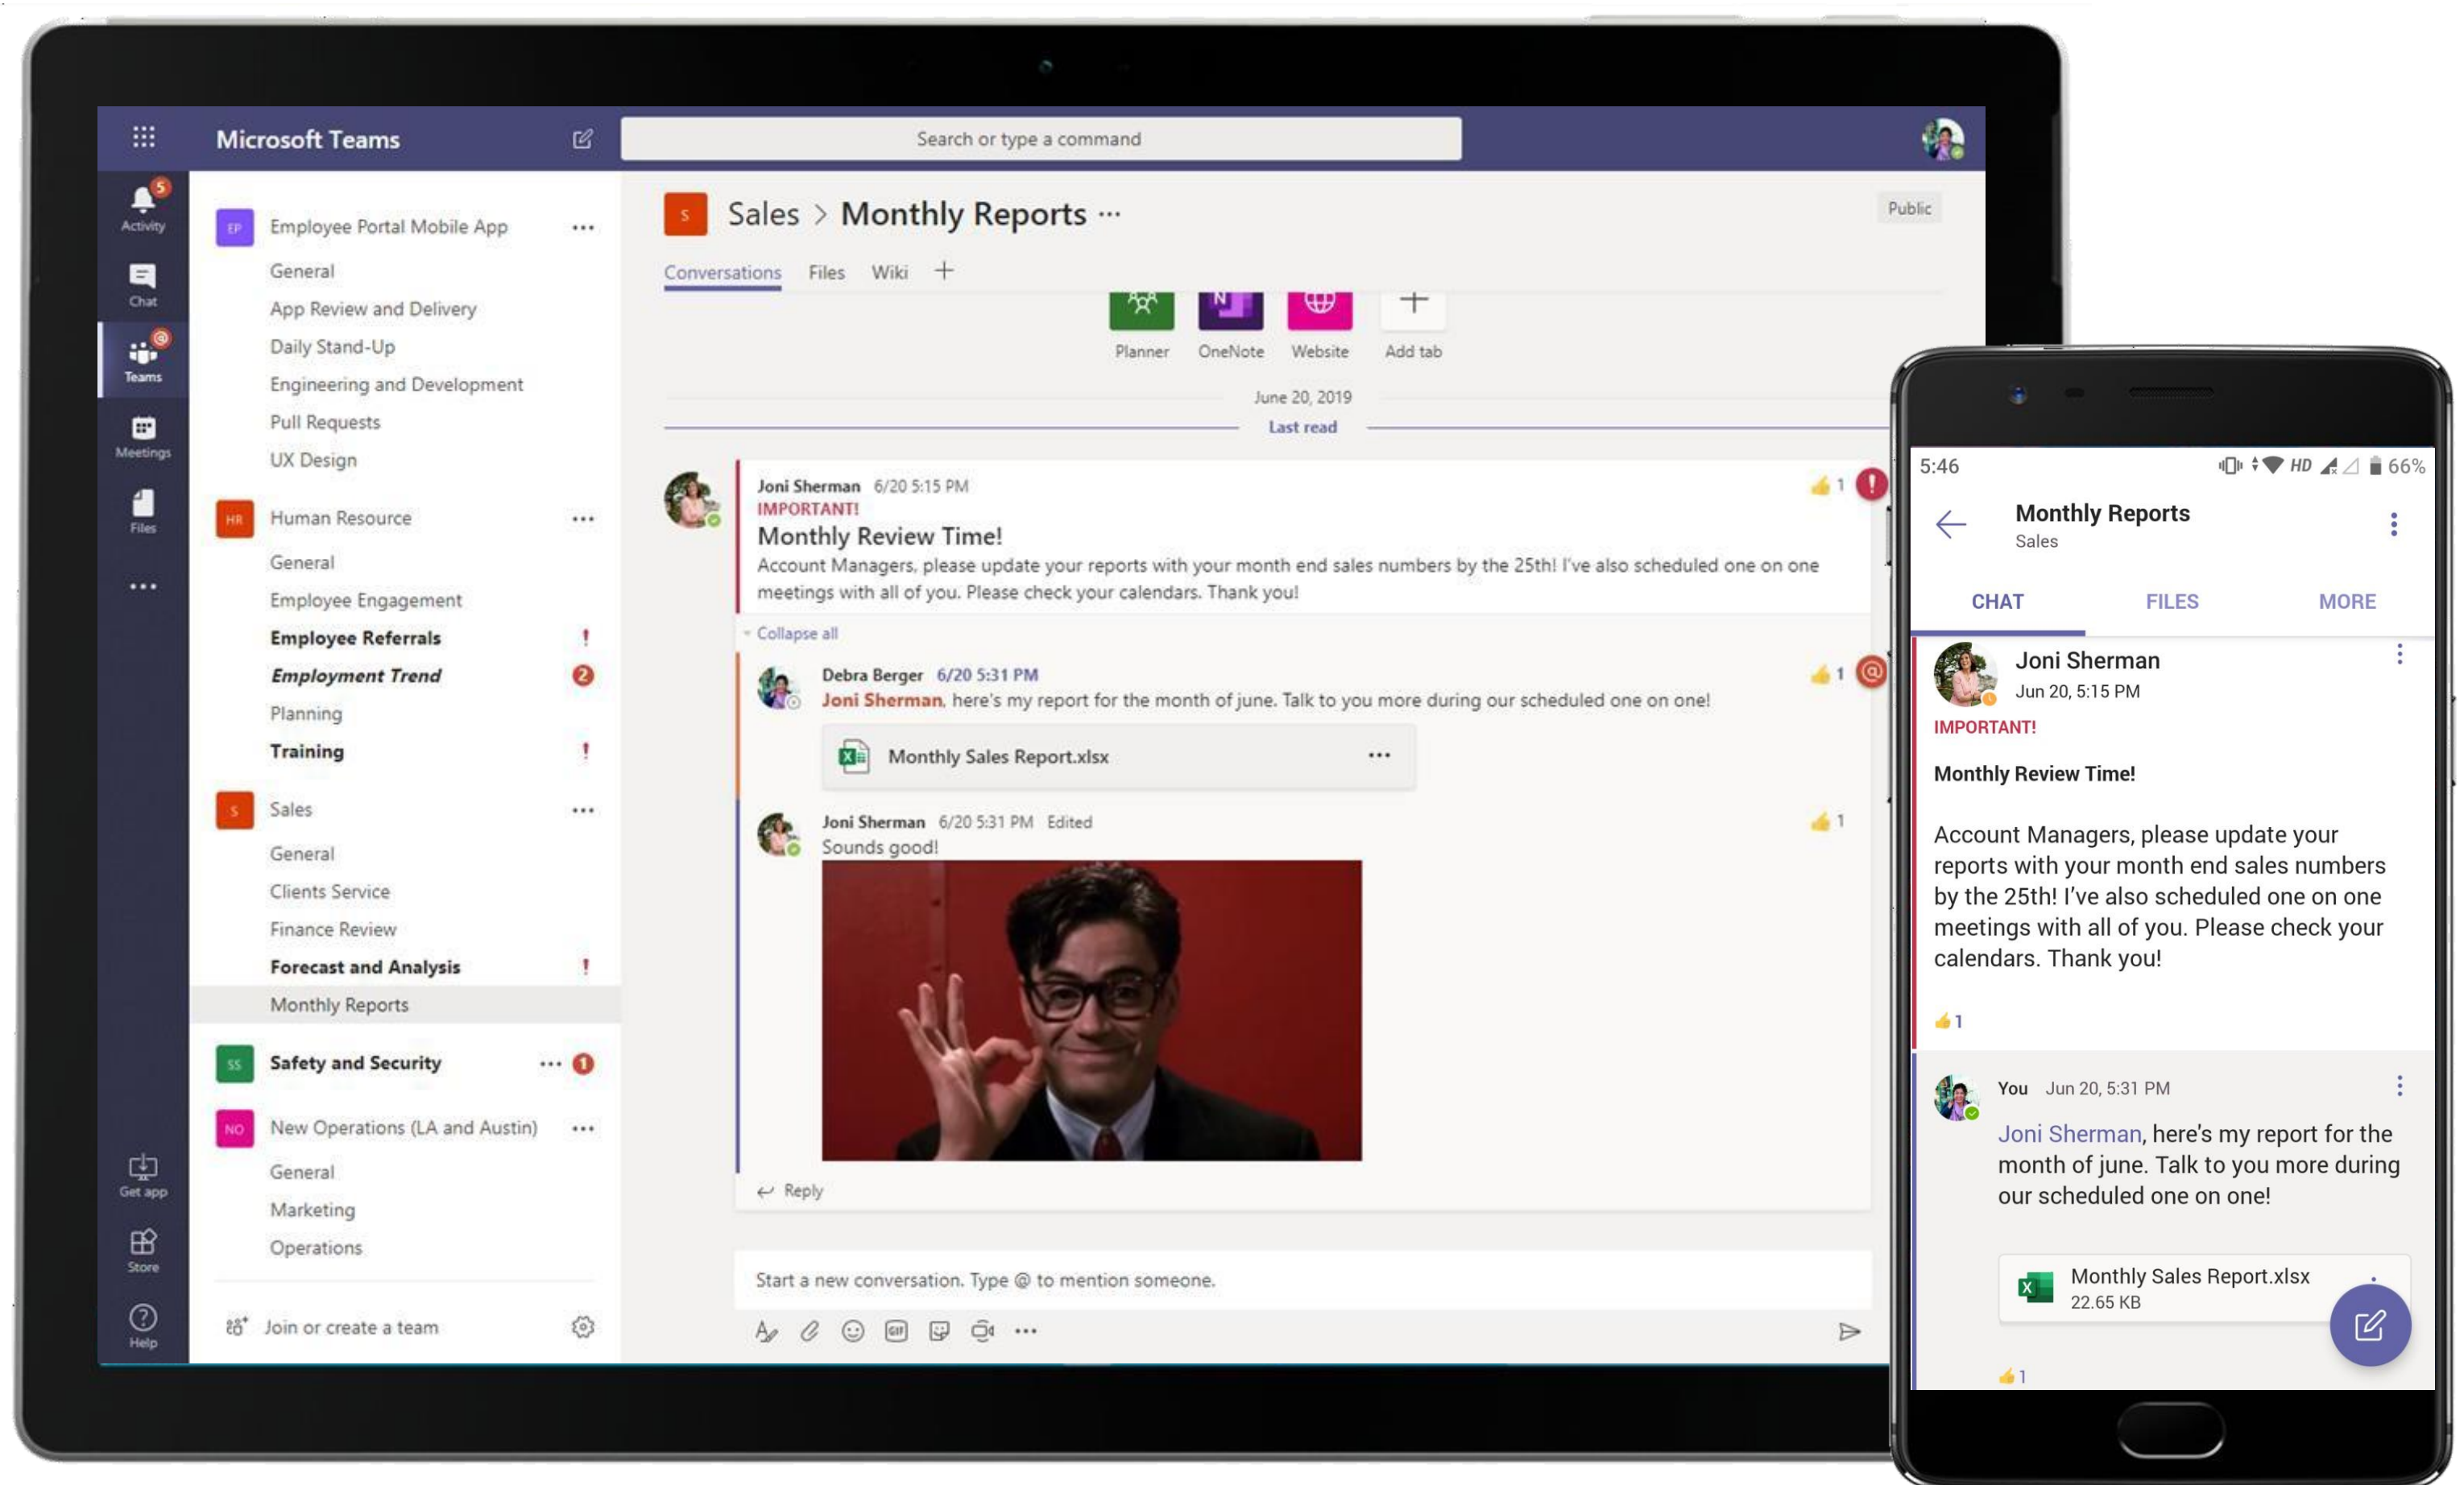 Microsoft Teams
Search or type a command
5
Activity
Chat
@
Teams
Meetings
Files
Get app
Store
Help
EP Employee Portal Mobile App
General
App Review and Delivery
Daily Stand-Up
Engineering and Development
Pull Requests
UX Design
HR Human Resource
General
Employee Engagement
Employee Referrals !
Employment Trend 2
Planning
Training !
S Sales
General
Clients Service
Finance Review
Forecast and Analysis !
Monthly Reports
SS Safety and Security 1
NO New Operations (LA and Austin)
General
Marketing
Operations
Join or create a team
S Sales > Monthly Reports
Public
Conversations Files Wiki
N
Planner OneNote Website Add tab
June 20, 2019
Last read
Joni Sherman 6/20 5:15 PM 1 !
IMPORTANT!
Monthly Review Time!
Account Managers, please update your reports with your month end sales numbers by the 25th! I've also scheduled one on one
meetings with all of you. Please check your calendars. Thank you!
Collapse all
Debra Berger 6/20 5:31 PM 1 @
Joni Sherman, here's my report for the month of june. Talk to you more during our scheduled one on one!
X Monthly Sales Report.xlsx
Joni Sherman 6/20 5:31 PM Edited 1
Sounds good!
Reply
Start a new conversation. Type @ to mention someone.
GIF
5:46 HD 66%
Monthly Reports
Sales
CHAT FILES MORE
Joni Sherman
Jun 20, 5:15 PM
IMPORTANT!
Monthly Review Time!
Account Managers, please update your
reports with your month end sales numbers
by the 25th! I've also scheduled one on one
meetings with all of you. Please check your
calendars. Thank you!
1
You Jun 20, 5:31 PM
Joni Sherman, here's my report for the
month of june. Talk to you more during
our scheduled one on one!
X Monthly Sales Report.xlsx
22.65 KB
1